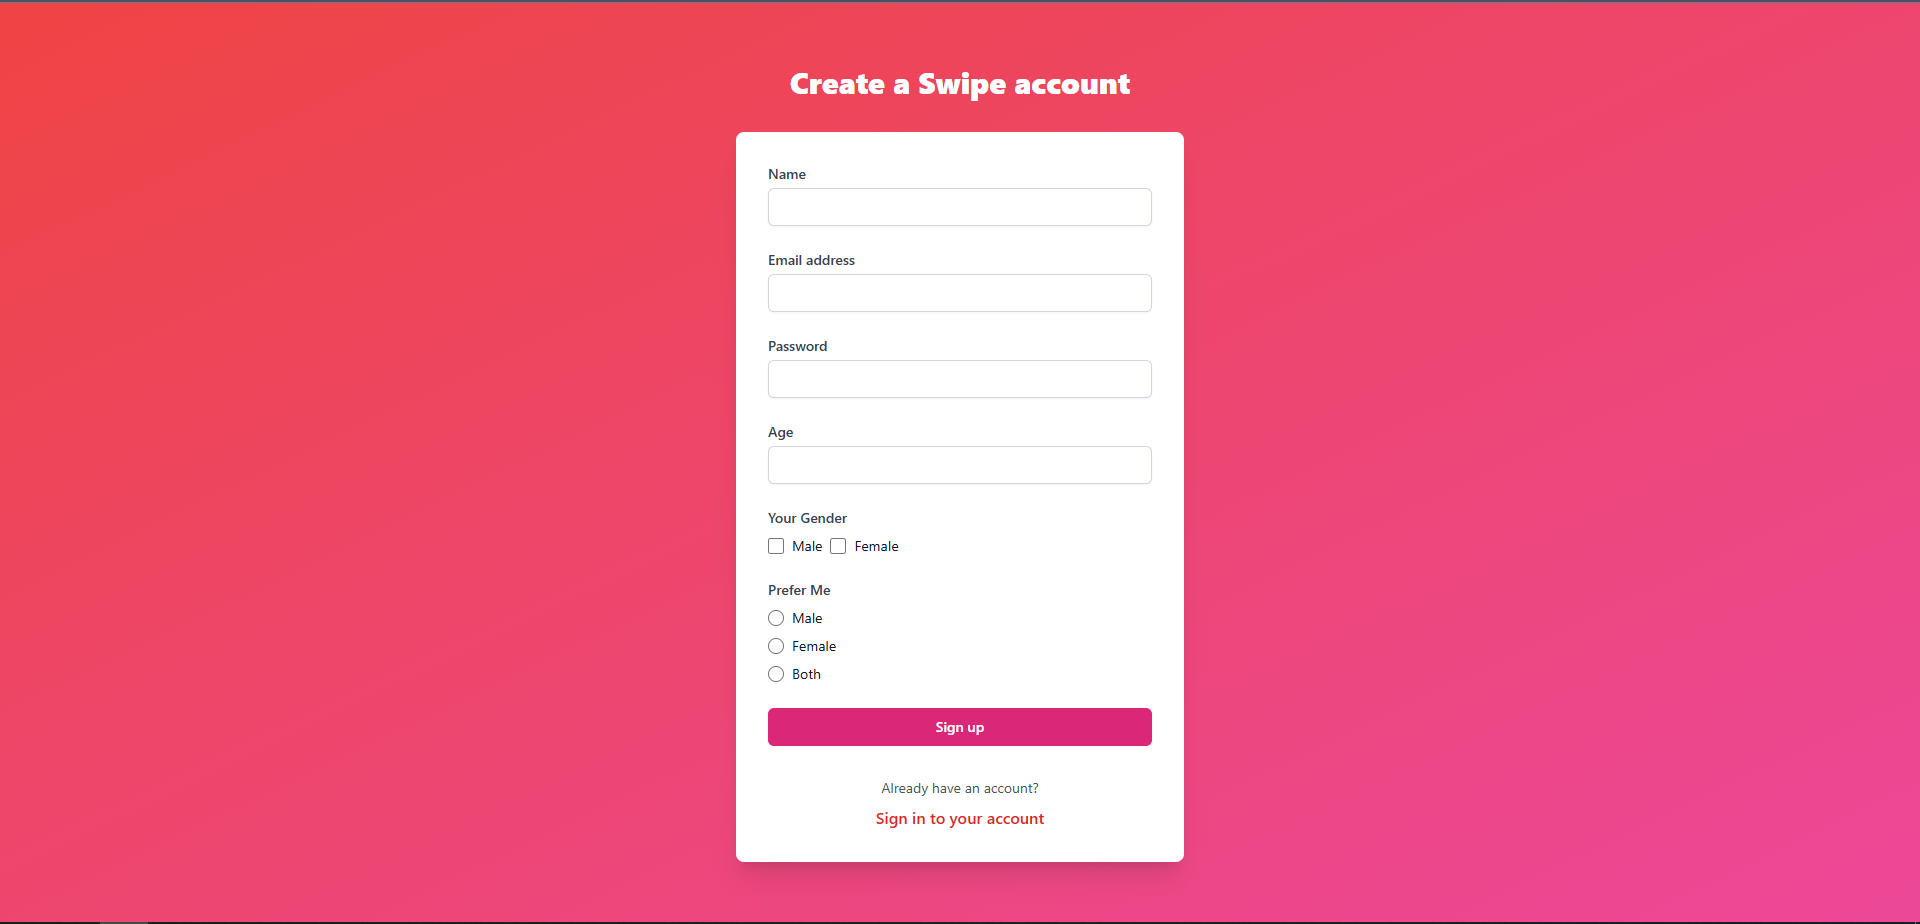 Create a Swipe account
Name
Email address
Password
Age
Your Gender
Male Female
Prefer Me
Male
Female
Both
Sign up
Already have an account?
Sign in to your account